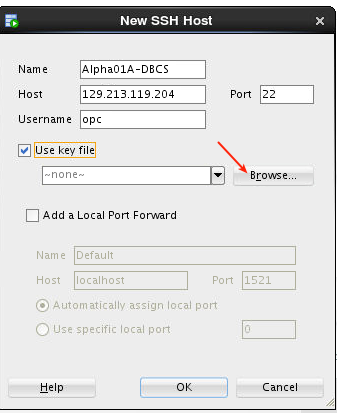 New SSH Host
Name Alpha01A-DBCS
Host 129.213.119.204 Port 22
Username opc
Use key file
~none~ Browse...
Add a Local Port Forward
Name Default
Host localhost Port 1521
Automatically assign local port
Use specific local port 0
Help OK Cancel